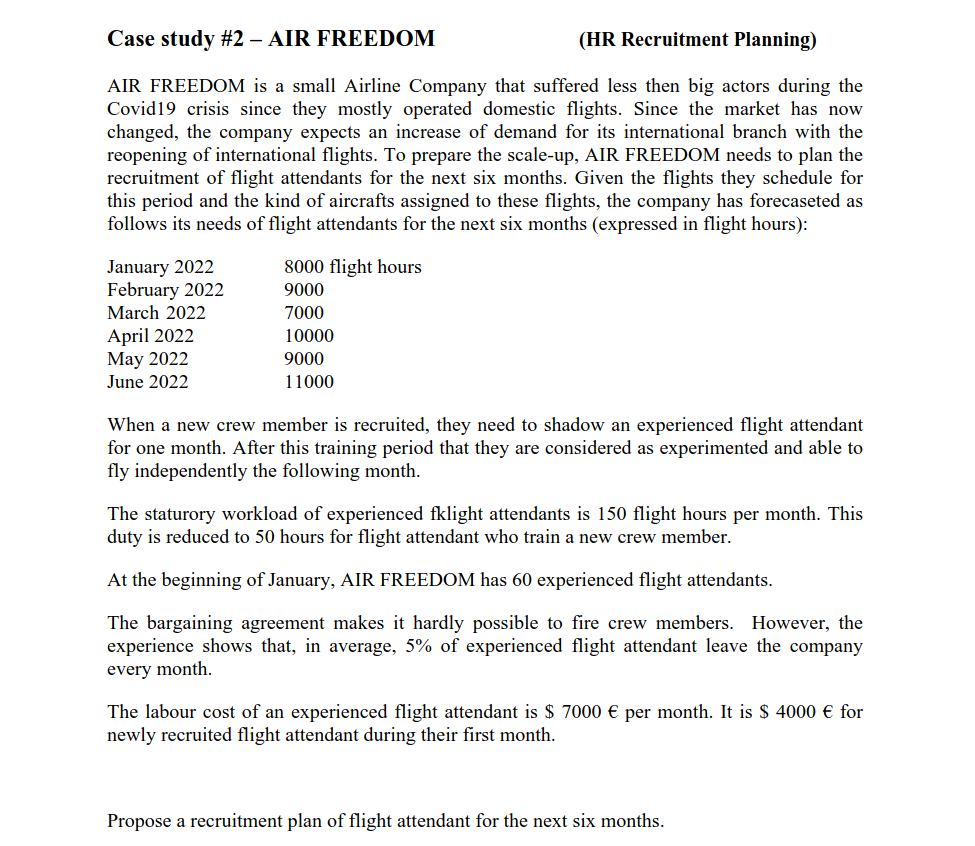 Case study #2 – AIR FREEDOM (HR Recruitment Planning)
AIR FREEDOM is a small Airline Company that suffered less then big actors during the
Covid19 crisis since they mostly operated domestic flights. Since the market has now
changed, the company expects an increase of demand for its international branch with the
reopening of international flights. To prepare the scale-up, AIR FREEDOM needs to plan the
recruitment of flight attendants for the next six months. Given the flights they schedule for
this period and the kind of aircrafts assigned to these flights, the company has forecaseted as
follows its needs of flight attendants for the next six months (expressed in flight hours):
January 2022 8000 flight hours
February 2022 9000
March 2022 7000
April 2022 10000
May 2022 9000
June 2022 11000
When a new crew member is recruited, they need to shadow an experienced flight attendant
for one month. After this training period that they are considered as experimented and able to
fly independently the following month.
The staturory workload of experienced fklight attendants is 150 flight hours per month. This
duty is reduced to 50 hours for flight attendant who train a new crew member.
At the beginning of January, AIR FREEDOM has 60 experienced flight attendants.
The bargaining agreement makes it hardly possible to fire crew members. However, the
experience shows that, in average, 5% of experienced flight attendant leave the company
every month.
The labour cost of an experienced flight attendant is $ 7000 € per month. It is $ 4000 € for
newly recruited flight attendant during their first month.
Propose a recruitment plan of flight attendant for the next six months.